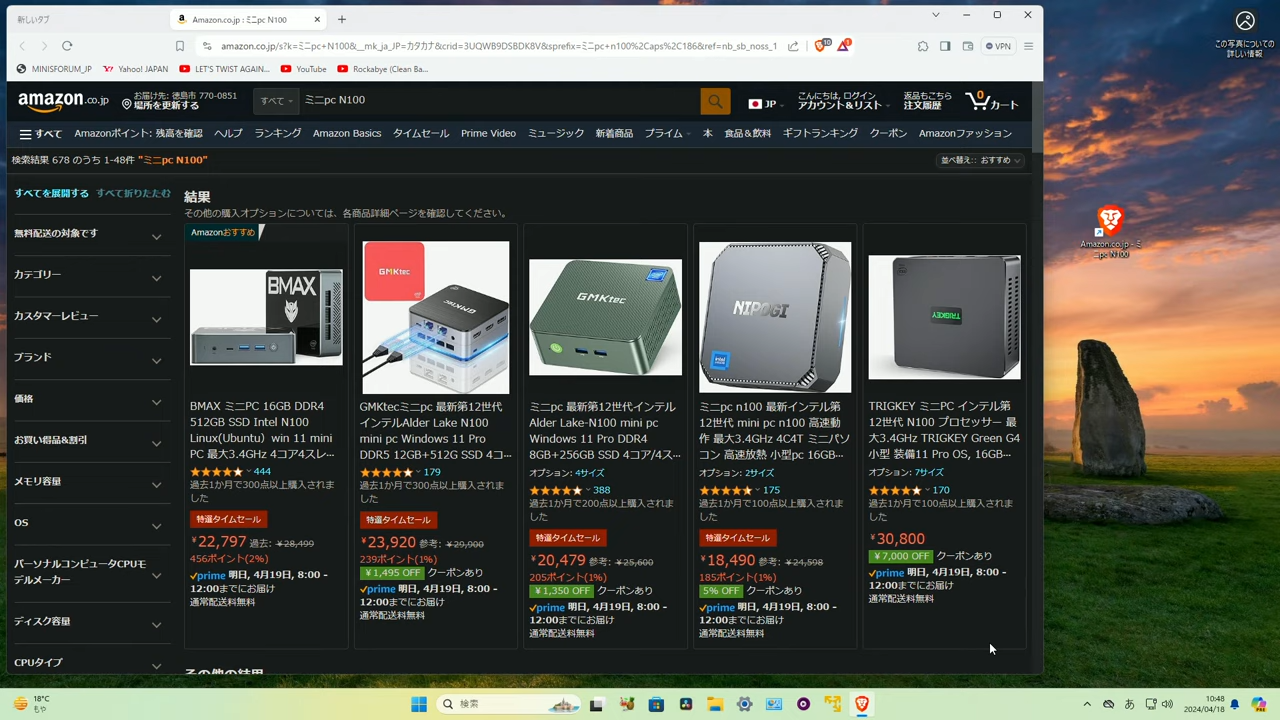 新しいタブ
Amazon.co.jp : ミニpc N100
amazon.co.jp/s?k=ミニpc+N100&__mk_ja_JP=カタカナ&crid=3UQWB9DSBDK8V&sprefix=ミニpc+n100%2Caps%2C186&ref=nb_sb_noss_1
VPN
MINISFORUM_JP
Yahoo! JAPAN
LET'S TWIST AGAIN...
YouTube
Rockabye (Clean Ba...
この写真についての
詳しい情報
amazon.co.jp
お届け先: 徳島市 770-0851
場所を更新する
すべて
ミニpc N100
JP
こんにちは, ログイン
アカウント&リスト
返品もこちら
注文履歴
0
カート
すべて
Amazonポイント: 残高を確認
ヘルプ
ランキング
Amazon Basics
タイムセール
Prime Video
ミュージック
新着商品
プライム
本
食品&飲料
ギフトランキング
クーポン
Amazonファッション
検索結果 678 のうち 1-48件 "ミニpc N100"
並べ替え:: おすすめ
すべてを展開する
すべて折りたたむ
無料配送の対象です
カテゴリー
カスタマーレビュー
ブランド
価格
お買い得品&割引
メモリ容量
OS
パーソナルコンピュータCPUモデルメーカー
ディスク容量
CPUタイプ
結果
その他の購入オプションについては、各商品詳細ページを確認してください。
Amazonおすすめ
BMAX
BMAX ミニPC 16GB DDR4
512GB SSD Intel N100
Linux(Ubuntu) win 11 mini
PC 最大3.4GHz 4コア4スレ…
444
過去1か月で300点以上購入されま
した
特選タイムセール
¥22,797 過去: ¥28,499
456ポイント(2%)
prime 明日, 4月19日, 8:00 -
12:00までにお届け
通常配送料無料
GMKtec
GMKtecミニpc 最新第12世代
インテルAlder Lake N100
mini pc Windows 11 Pro
DDR5 12GB+512G SSD 4コ…
179
過去1か月で300点以上購入されま
した
特選タイムセール
¥23,920 参考: ¥29,900
239ポイント(1%)
¥1,495 OFF クーポンあり
prime 明日, 4月19日, 8:00 -
12:00までにお届け
通常配送料無料
GMKtec
ミニpc 最新第12世代インテル
Alder Lake-N100 mini pc
Windows 11 Pro DDR4
8GB+256GB SSD 4コア/4ス…
オプション: 4サイズ
388
過去1か月で200点以上購入されま
した
特選タイムセール
¥20,479 参考: ¥25,600
205ポイント(1%)
¥1,350 OFF クーポンあり
prime 明日, 4月19日, 8:00 -
12:00までにお届け
通常配送料無料
NIPOGI
intel
ミニpc n100 最新インテル第
12世代 mini pc n100 高速動
作 最大3.4GHz 4C4T ミニパソ
コン 高速放熱 小型pc 16GB…
オプション: 2サイズ
175
過去1か月で100点以上購入されま
した
特選タイムセール
¥18,490 参考: ¥24,598
185ポイント(1%)
5% OFF クーポンあり
prime 明日, 4月19日, 8:00 -
12:00までにお届け
通常配送料無料
TRIGKEY
TRIGKEY ミニPC インテル第
12世代 N100 プロセッサー 最
大3.4GHz TRIGKEY Green G4
小型 装備11 Pro OS, 16GB…
オプション: 7サイズ
170
過去1か月で100点以上購入されま
した
¥30,800
¥7,000 OFF クーポンあり
prime 明日, 4月19日, 8:00 -
12:00までにお届け
通常配送料無料
その他の結果
Amazon.co.jp - ミ
ニpc N100
18°C
もや
検索
あ
10:48
2024/04/18